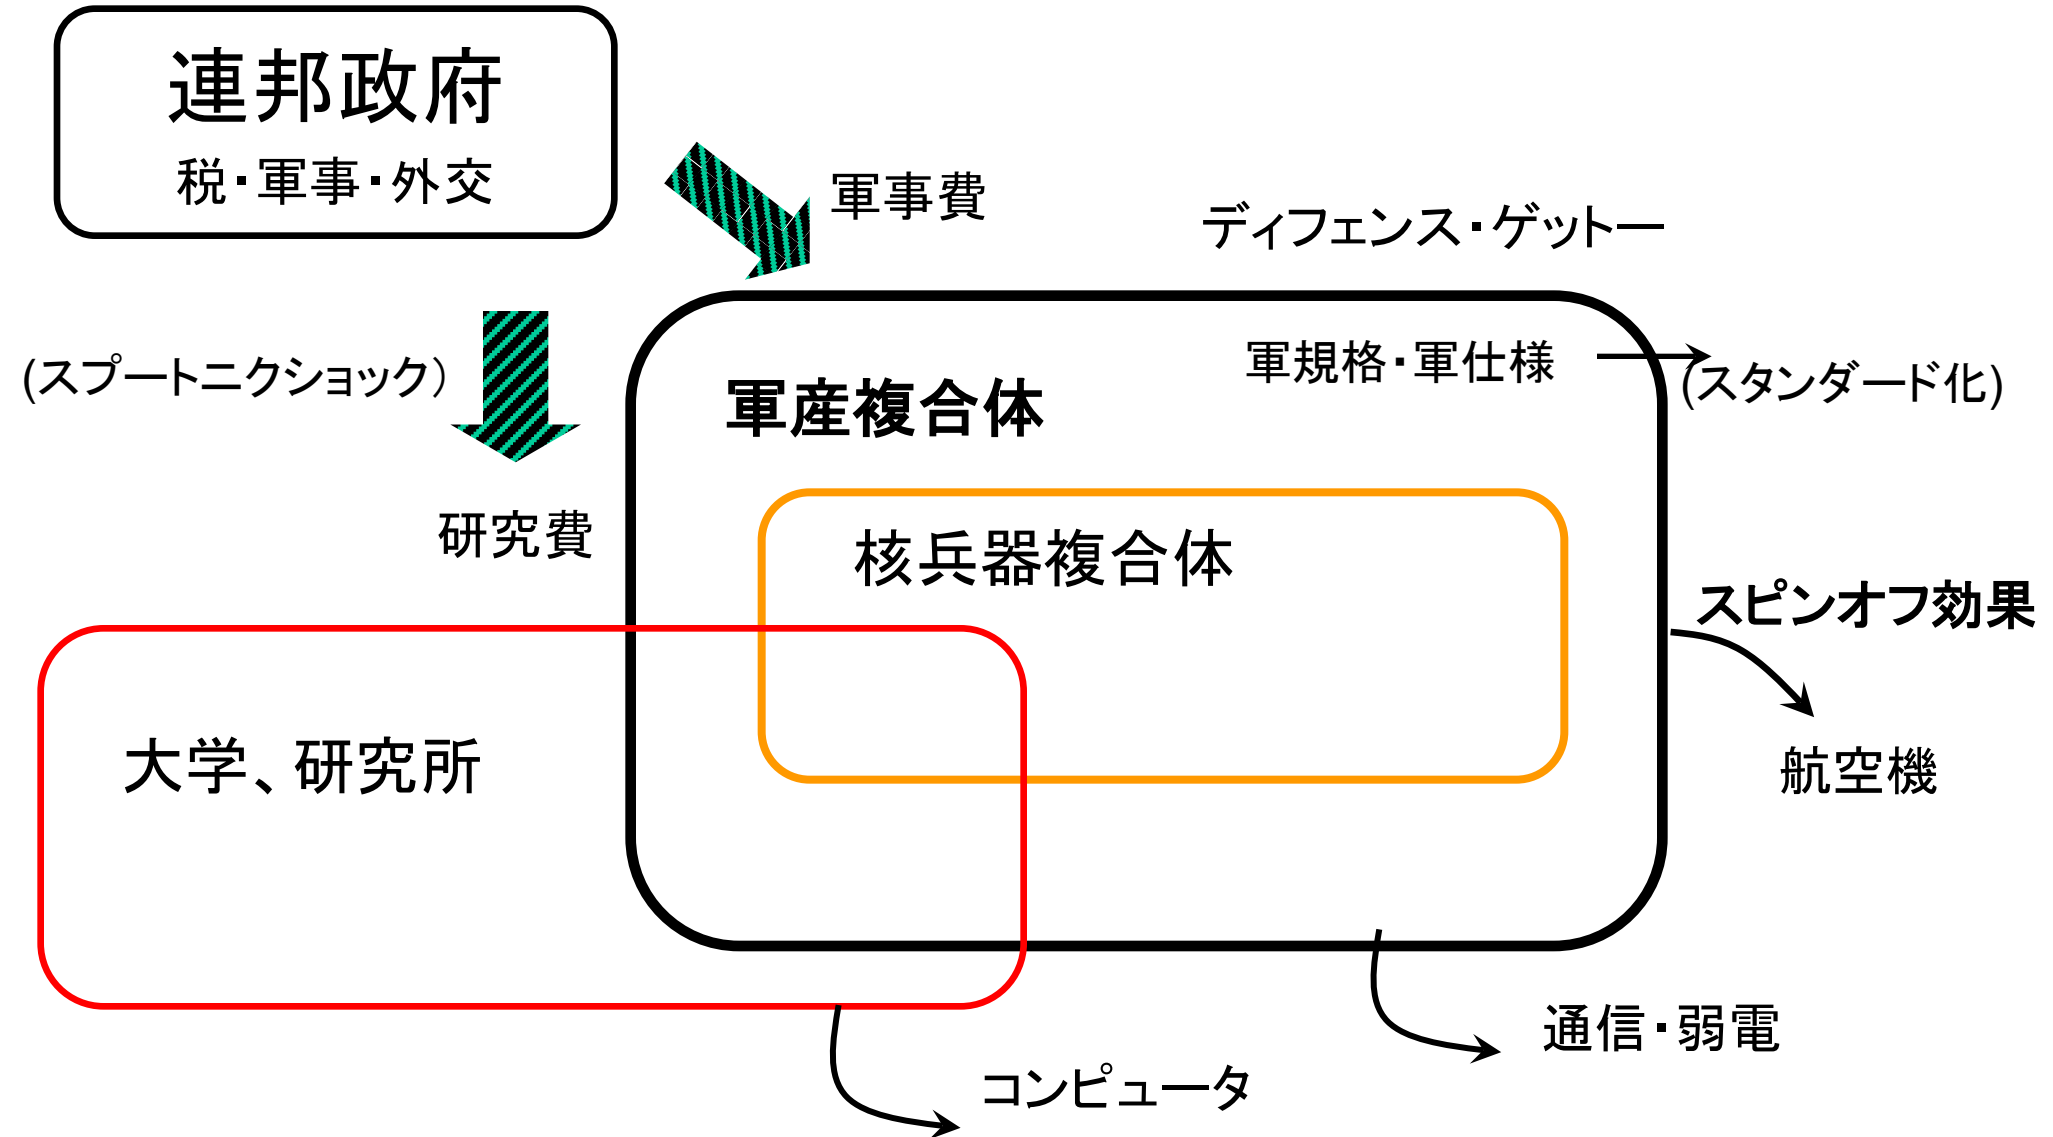 連邦政府
税・軍事・外交
軍事費
ディフェンス・ゲットー
(スプートニクショック）
軍規格・軍仕様
(スタンダード化)
軍産複合体
研究費
核兵器複合体
スピンオフ効果
大学、研究所
航空機
通信・弱電
コンピュータ